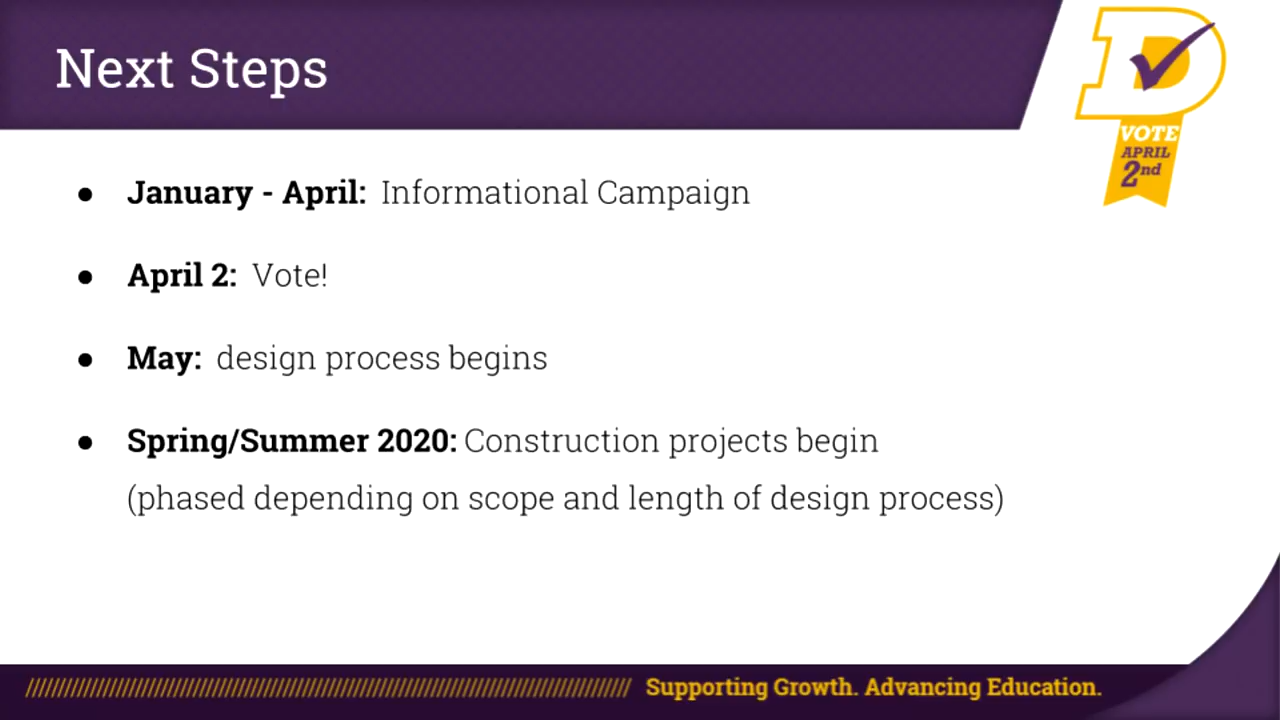 Next Steps
VOTE
APRIL
2nd
● January - April: Informational Campaign
● April 2: Vote!
● May: design process begins
● Spring/Summer 2020: Construction projects begin
(phased depending on scope and length of design process)
Supporting Growth. Advancing Education.